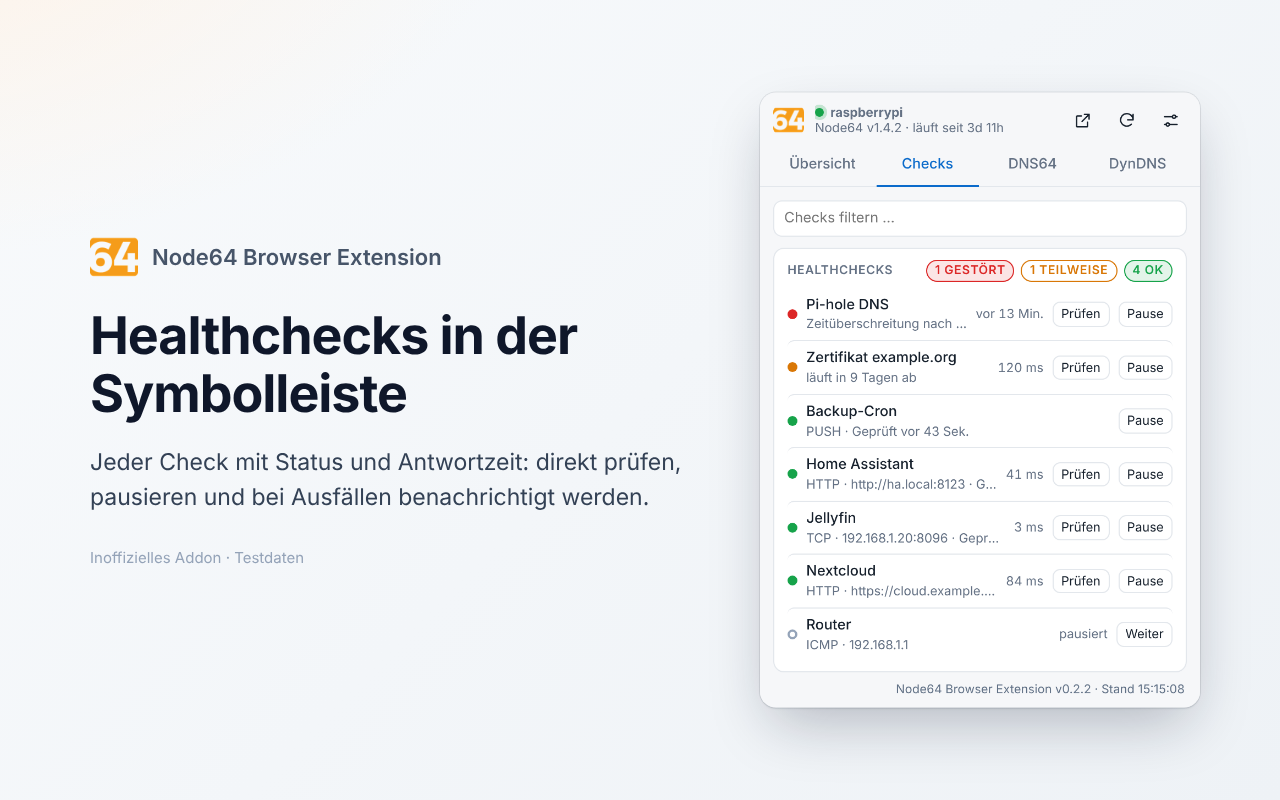 64 Node64 Browser Extension
Healthchecks in der
Symbolleiste
Jeder Check mit Status und Antwortzeit: direkt prüfen,
pausieren und bei Ausfällen benachrichtigt werden.
Inoffizielles Addon · Testdaten
64 raspberrypi
Node64 v1.4.2 · läuft seit 3d 11h
Übersicht Checks DNS64 DynDNS
Checks filtern ...
HEALTHCHECKS 1 GESTÖRT 1 TEILWEISE 4 OK
Pi-hole DNS
Zeitüberschreitung nach ... vor 13 Min. Prüfen Pause
Zertifikat example.org
läuft in 9 Tagen ab 120 ms Prüfen Pause
Backup-Cron
PUSH · Geprüft vor 43 Sek. Pause
Home Assistant
HTTP · http://ha.local:8123 · G... 41 ms Prüfen Pause
Jellyfin
TCP · 192.168.1.20:8096 · Gepr... 3 ms Prüfen Pause
Nextcloud
HTTP · https://cloud.example.... 84 ms Prüfen Pause
Router
ICMP · 192.168.1.1 pausiert Weiter
Node64 Browser Extension v0.2.2 · Stand 15:15:08